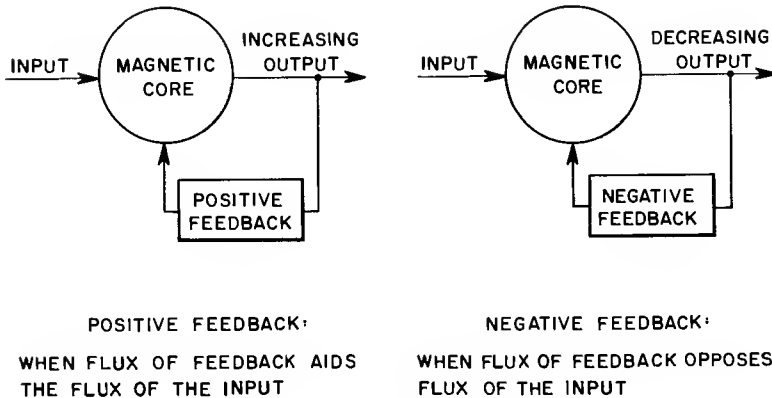 INPUT
MAGNETIC
CORE
INCREASING
OUTPUT
POSITIVE
FEEDBACK
INPUT
MAGNETIC
CORE
DECREASING
OUTPUT
NEGATIVE
FEEDBACK
POSITIVE FEEDBACK:
WHEN FLUX OF FEEDBACK AIDS
THE FLUX OF THE INPUT
NEGATIVE FEEDBACK:
WHEN FLUX OF FEEDBACK OPPOSES
FLUX OF THE INPUT